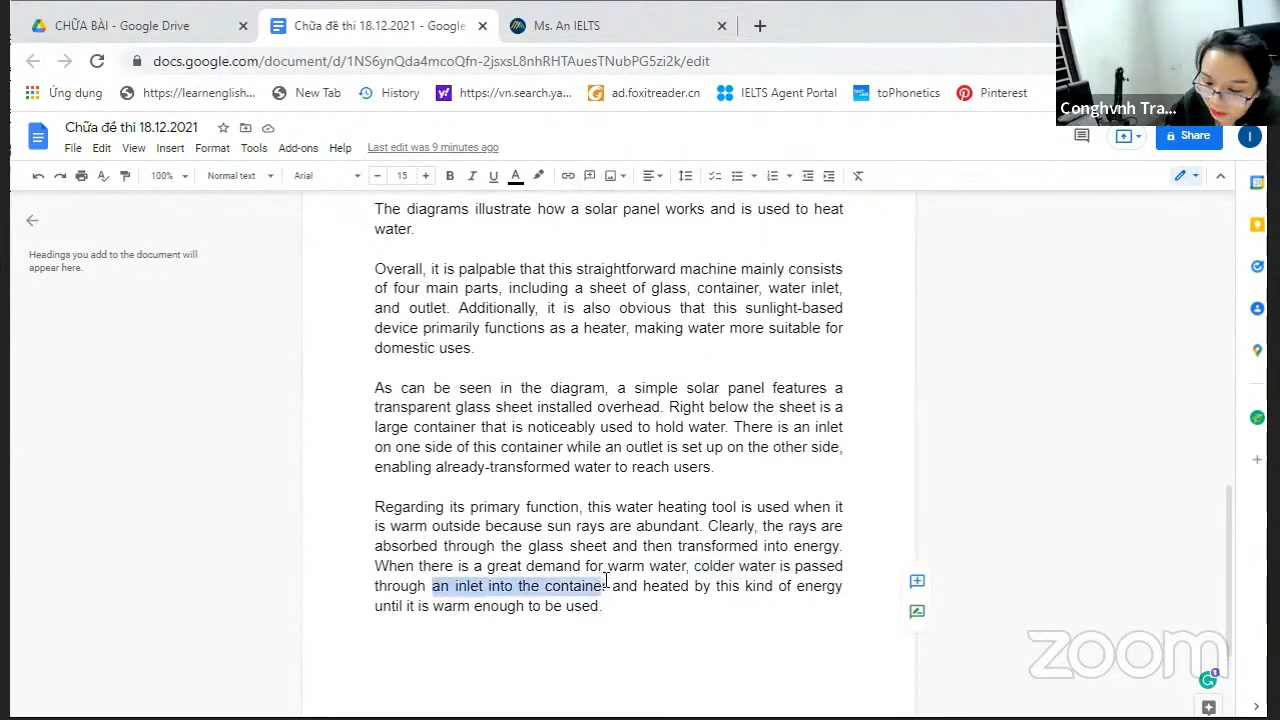 CHỮA BÀI - Google Drive
Chữa đề thi 18.12.2021 - Google
Ms. An IELTS
docs.google.com/document/d/1NS6ynQda4mcoQfn-2jsxsL8nhRHTAuesTNubPG5zi2k/edit
Ứng dụng https://learnenglish... New Tab History https://vn.search.ya... ad.foxitreader.cn IELTS Agent Portal toPhonetics Pinterest
Conghvnh Tra...
Chữa đề thi 18.12.2021
Share
I
File Edit View Insert Format Tools Add-ons Help Last edit was 9 minutes ago
100% Normal text Arial 15 B I U A
Headings you add to the document will
appear here.
The diagrams illustrate how a solar panel works and is used to heat
water.
Overall, it is palpable that this straightforward machine mainly consists
of four main parts, including a sheet of glass, container, water inlet,
and outlet. Additionally, it is also obvious that this sunlight-based
device primarily functions as a heater, making water more suitable for
domestic uses.
As can be seen in the diagram, a simple solar panel features a
transparent glass sheet installed overhead. Right below the sheet is a
large container that is noticeably used to hold water. There is an inlet
on one side of this container while an outlet is set up on the other side,
enabling already-transformed water to reach users.
Regarding its primary function, this water heating tool is used when it
is warm outside because sun rays are abundant. Clearly, the rays are
absorbed through the glass sheet and then transformed into energy.
When there is a great demand for warm water, colder water is passed
through an inlet into the container and heated by this kind of energy
until it is warm enough to be used.
zoom